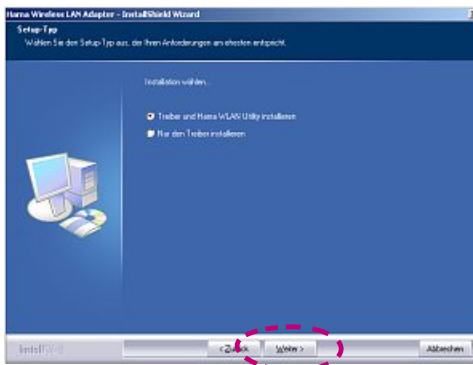 Hama Wireless LAN Adapter - InstallShield Wizard
Setup-Typ
Wählen Sie den Setup-Typ aus, der Ihren Anforderungen am ehesten entspricht.
Installation wählen...
Treiber und Hama WLAN Utility installieren
Nur den Treiber installieren
InstallShield
< Zurück Weiter > Abbrechen